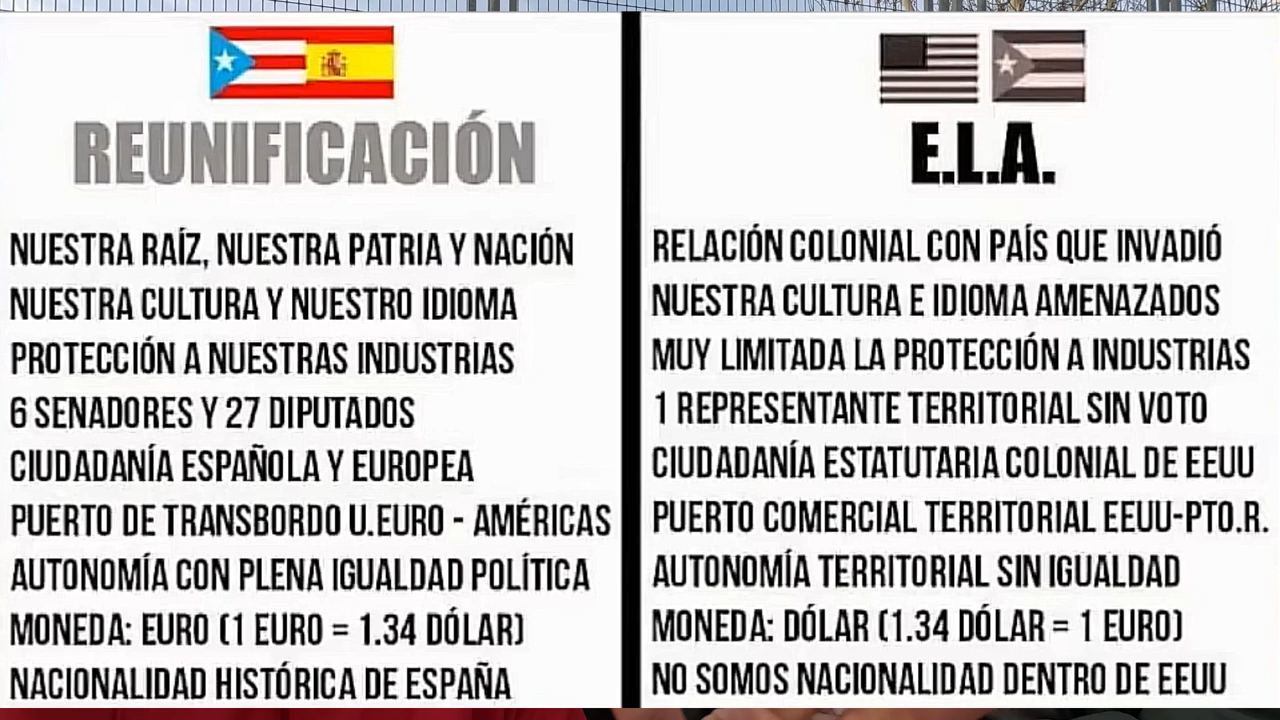 REUNIFICACIÓN
NUESTRA RAÍZ, NUESTRA PATRIA Y NACIÓN
NUESTRA CULTURA Y NUESTRO IDIOMA
PROTECCIÓN A NUESTRAS INDUSTRIAS
6 SENADORES Y 27 DIPUTADOS
CIUDADANÍA ESPAÑOLA Y EUROPEA
PUERTO DE TRANSBORDO U.EURO - AMÉRICAS
AUTONOMÍA CON PLENA IGUALDAD POLÍTICA
MONEDA: EURO (1 EURO = 1.34 DÓLAR)
NACIONALIDAD HISTÓRICA DE ESPAÑA
E.L.A.
RELACIÓN COLONIAL CON PAÍS QUE INVADIÓ
NUESTRA CULTURA E IDIOMA AMENAZADOS
MUY LIMITADA LA PROTECCIÓN A INDUSTRIAS
1 REPRESENTANTE TERRITORIAL SIN VOTO
CIUDADANÍA ESTATUTARIA COLONIAL DE EEUU
PUERTO COMERCIAL TERRITORIAL EEUU-PTO.R.
AUTONOMÍA TERRITORIAL SIN IGUALDAD
MONEDA: DÓLAR (1.34 DÓLAR = 1 EURO)
NO SOMOS NACIONALIDAD DENTRO DE EEUU